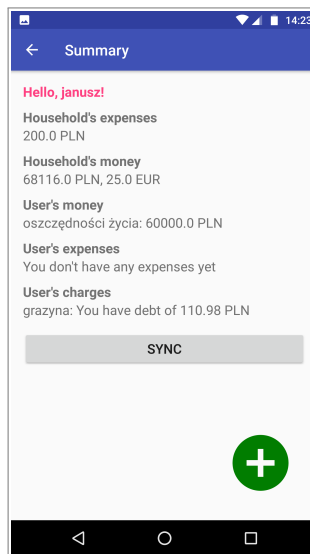 14:23
Summary
Hello, janusz!
Household's expenses
200.0 PLN
Household's money
68116.0 PLN, 25.0 EUR
User's money
oszczędności życia: 60000.0 PLN
User's expenses
You don't have any expenses yet
User's charges
grazyna: You have debt of 110.98 PLN
SYNC